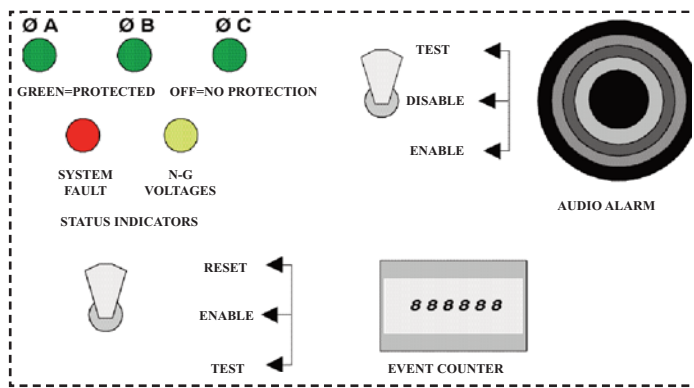 Ø A Ø B Ø C
GREEN=PROTECTED OFF=NO PROTECTION
SYSTEM FAULT
N-G VOLTAGES
STATUS INDICATORS
TEST
DISABLE
ENABLE
AUDIO ALARM
RESET
ENABLE
TEST
888888
EVENT COUNTER